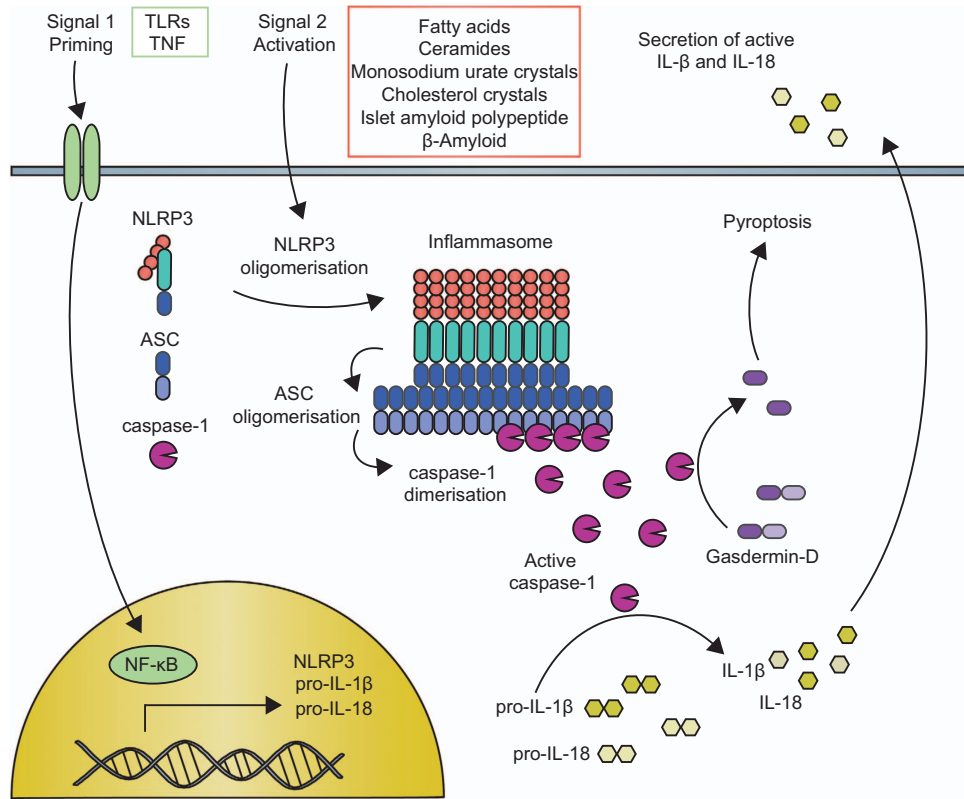 Signal 1
Priming
TLRs
TNF
Signal 2
Activation
Fatty acids
Ceramides
Monosodium urate crystals
Cholesterol crystals
Islet amyloid polypeptide
β-Amyloid
Secretion of active
IL-β and IL-18
NLRP3
NLRP3
oligomerisation
Inflammasome
Pyroptosis
ASC
ASC
oligomerisation
caspase-1
caspase-1
dimerisation
Active
caspase-1
Gasdermin-D
NF-κB
NLRP3
pro-IL-1β
pro-IL-18
pro-IL-1β
pro-IL-18
IL-1β
IL-18